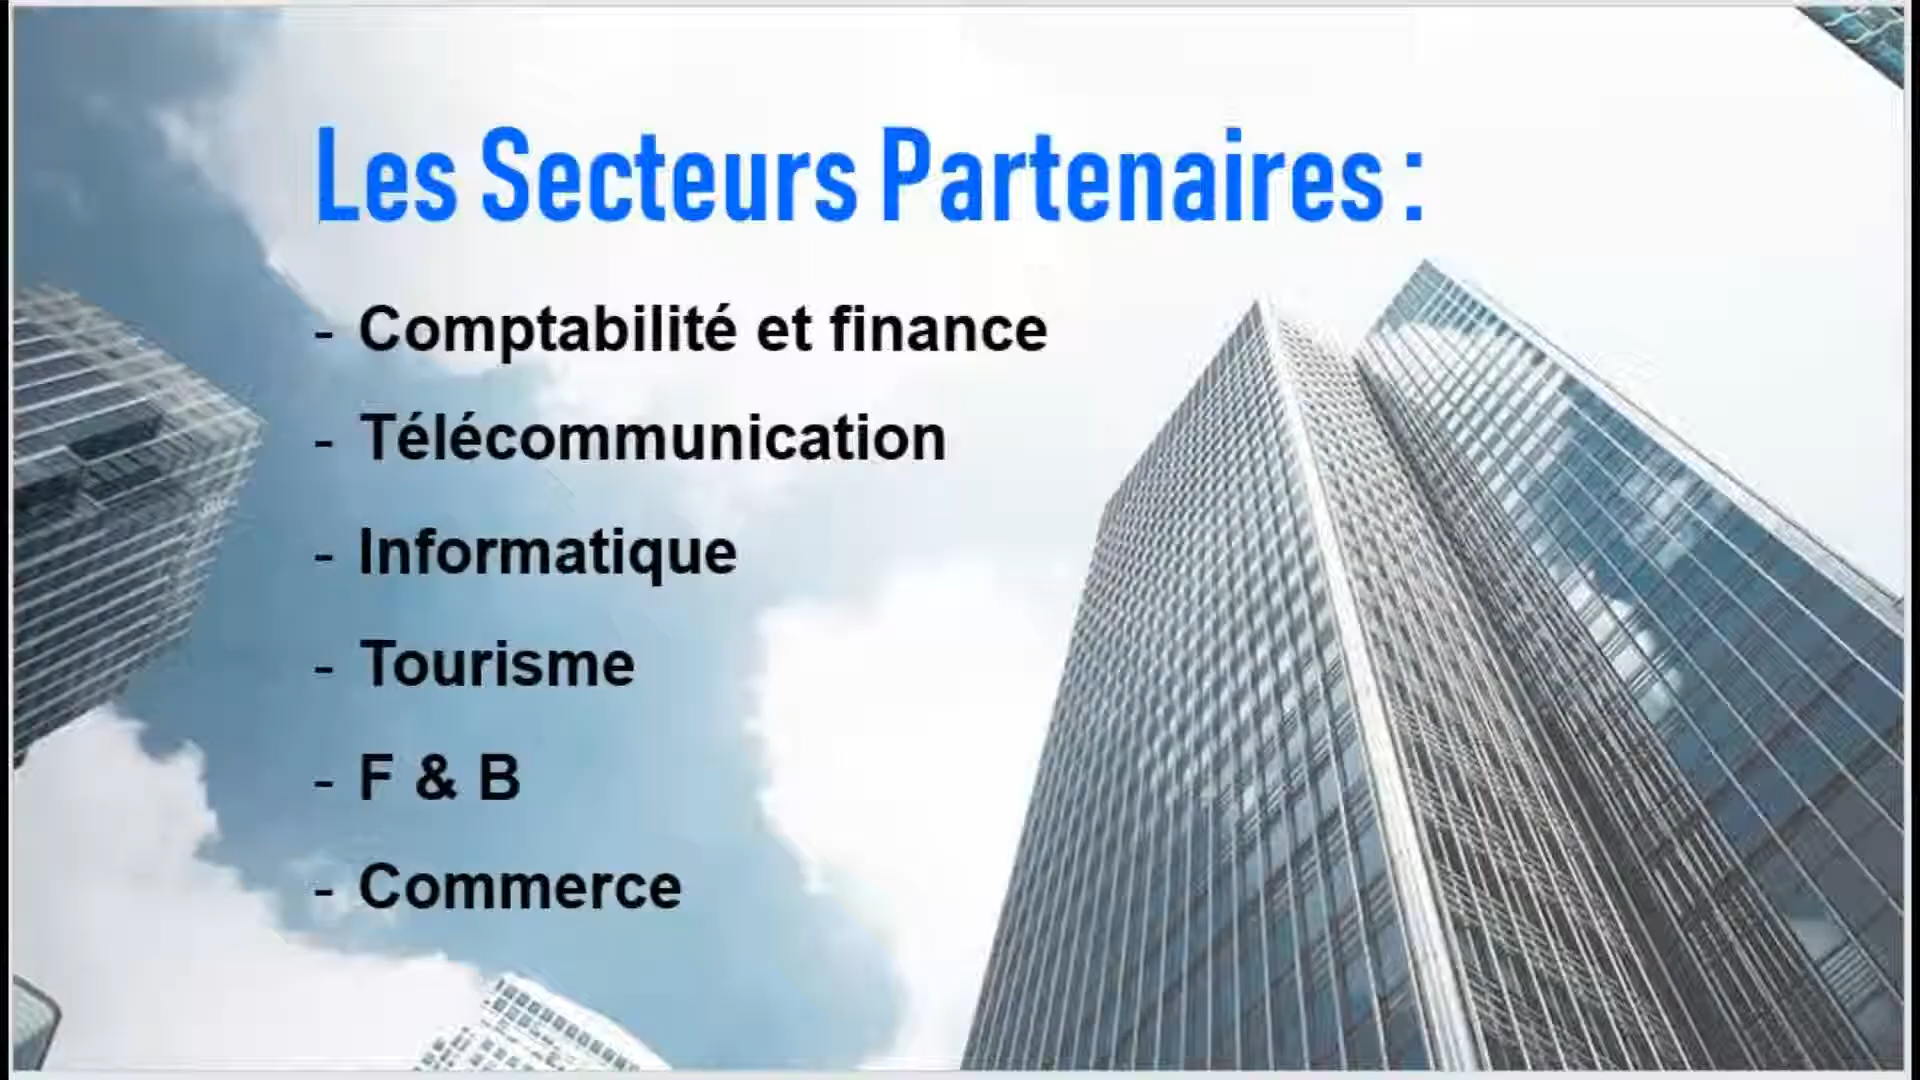 Les Secteurs Partenaires :
- Comptabilité et finance
- Télécommunication
- Informatique
- Tourisme
- F & B
- Commerce